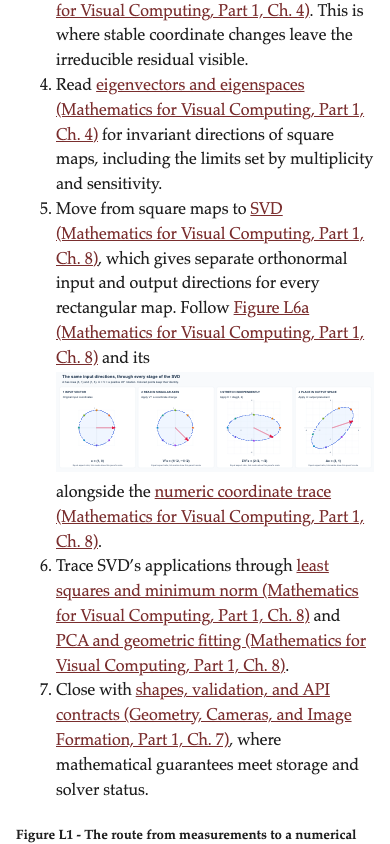 for Visual Computing, Part 1, Ch. 4). This is
where stable coordinate changes leave the
irreducible residual visible.
4. Read eigenvectors and eigenspaces
(Mathematics for Visual Computing, Part 1,
Ch. 4) for invariant directions of square
maps, including the limits set by multiplicity
and sensitivity.
5. Move from square maps to SVD
(Mathematics for Visual Computing, Part 1,
Ch. 8), which gives separate orthonormal
input and output directions for every
rectangular map. Follow Figure L6a
(Mathematics for Visual Computing, Part 1,
Ch. 8) and its
The same input directions, through every stage of the SVD
1 INPUT VECTOR
alongside the numeric coordinate trace
(Mathematics for Visual Computing, Part 1,
Ch. 8).
6. Trace SVD's applications through least
squares and minimum norm (Mathematics
for Visual Computing, Part 1, Ch. 8) and
PCA and geometric fitting (Mathematics for
Visual Computing, Part 1, Ch. 8).
7. Close with shapes, validation, and API
contracts (Geometry, Cameras, and Image
Formation, Part 1, Ch. 7), where
mathematical guarantees meet storage and
solver status.
Figure L1 - The route from measurements to a numerical